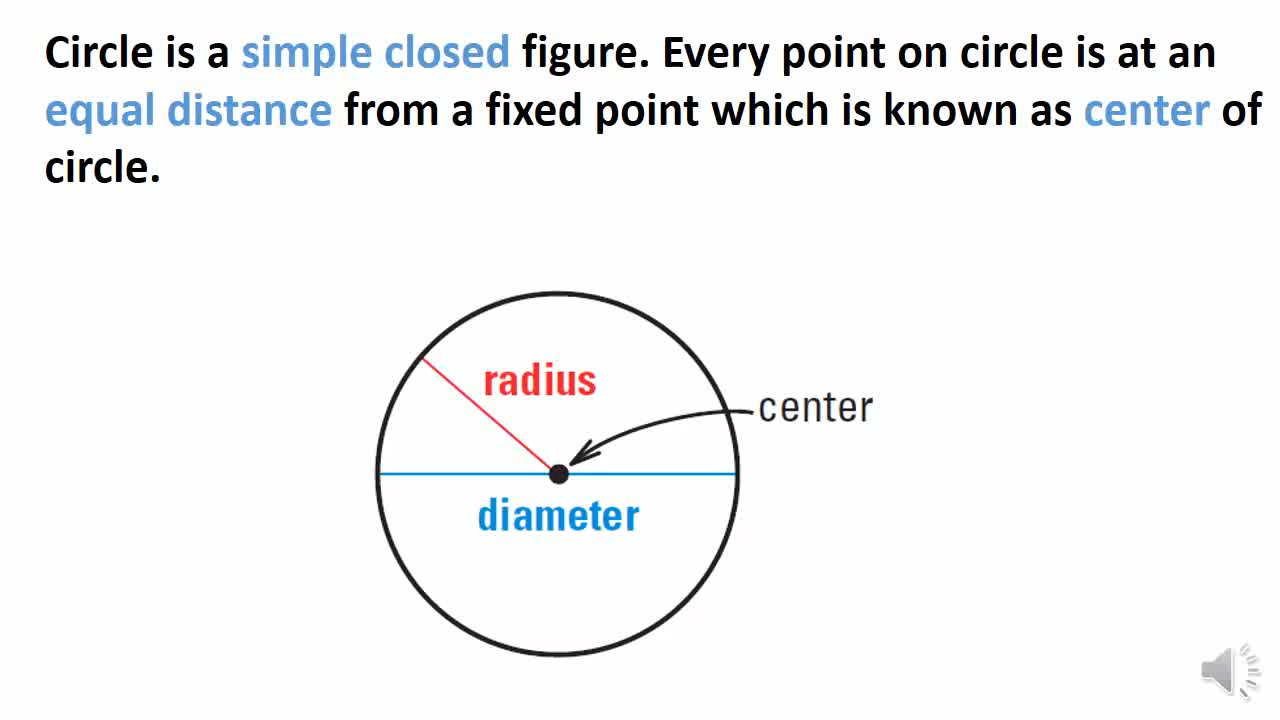 Circle is a simple closed figure. Every point on circle is at an
equal distance from a fixed point which is known as center of
circle.
radius
center
diameter